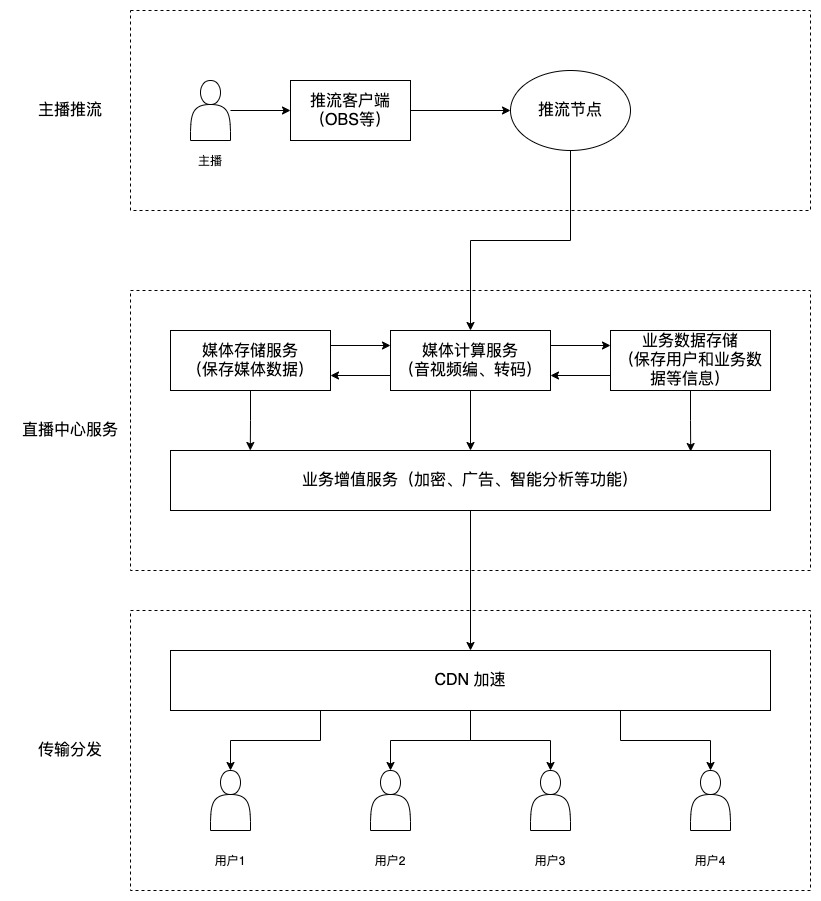 主播推流
推流客户端
（OBS等）
推流节点
主播
媒体存储服务
（保存媒体数据）
媒体计算服务
（音视频编、转码）
业务数据存储
（保存用户和业务数
据等信息）
直播中心服务
业务增值服务（加密、广告、智能分析等功能）
CDN 加速
传输分发
用户1
用户2
用户3
用户4